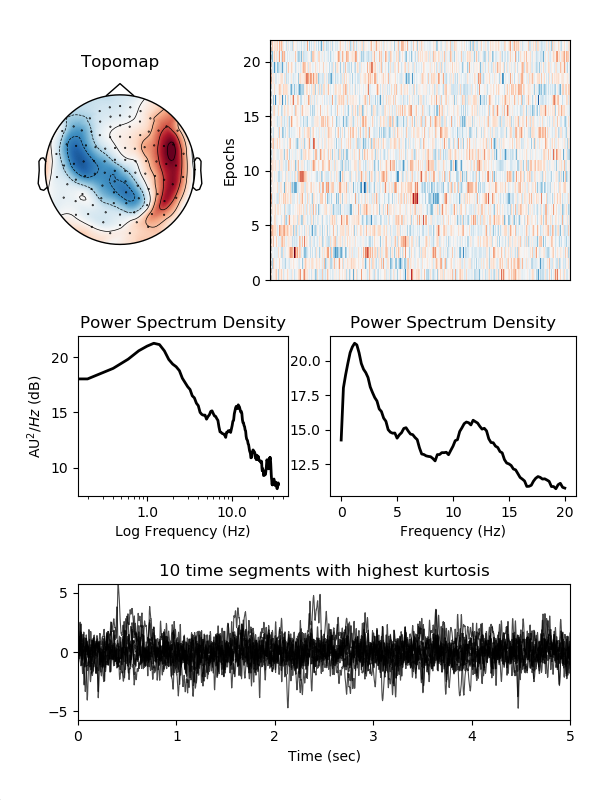 Topomap
Epochs
20
15
10
5
0
Power Spectrum Density
AU²/Hz (dB)
20
15
10
1.0 10.0
Log Frequency (Hz)
Power Spectrum Density
20.0
17.5
15.0
12.5
0 5 10 15 20
Frequency (Hz)
10 time segments with highest kurtosis
5
0
−5
0 1 2 3 4 5
Time (sec)